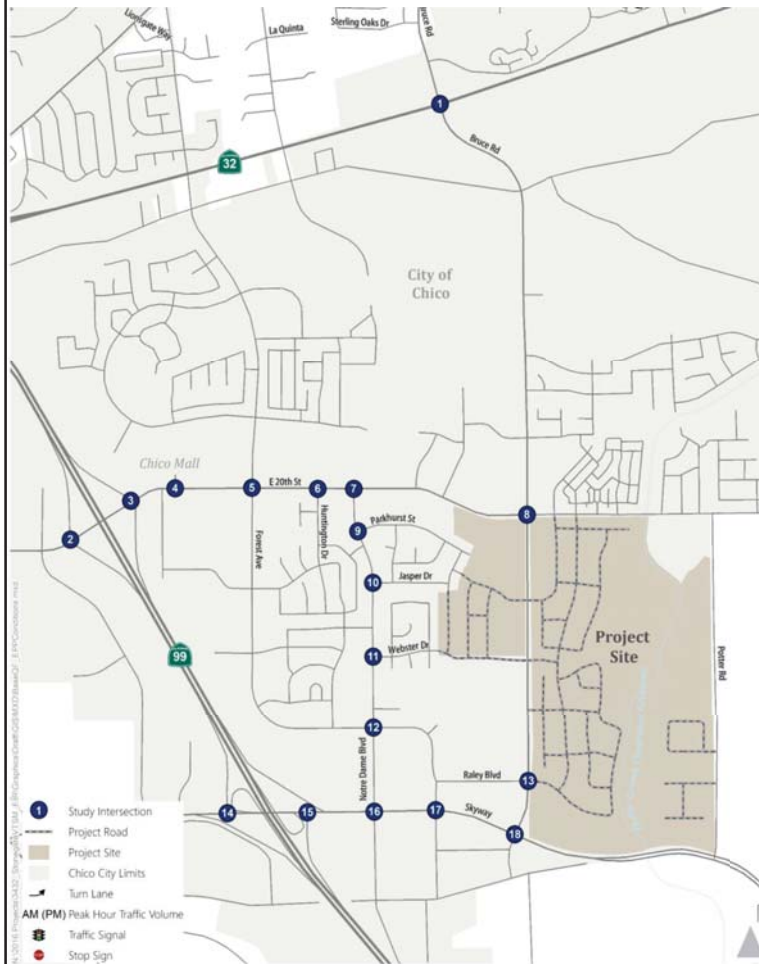 Lionsgate Way
La Quinta
Sterling Oaks Dr
Bruce Rd
1
Bruce Rd
32
City of
Chico
Chico Mall
4
E 20th St
5
6
7
3
2
8
Huntington Dr
Parkhurst St
9
Forest Ave
10
Jasper Dr
Project
Site
99
11
Webster Dr
Potter Rd
12
Notre Dame Blvd
Raley Blvd
13
14
15
16
17
Skyway
18
1 Study Intersection
Project Road
Project Site
Chico City Limits
Turn Lane
AM (PM) Peak Hour Traffic Volume
Traffic Signal
STOP Stop Sign